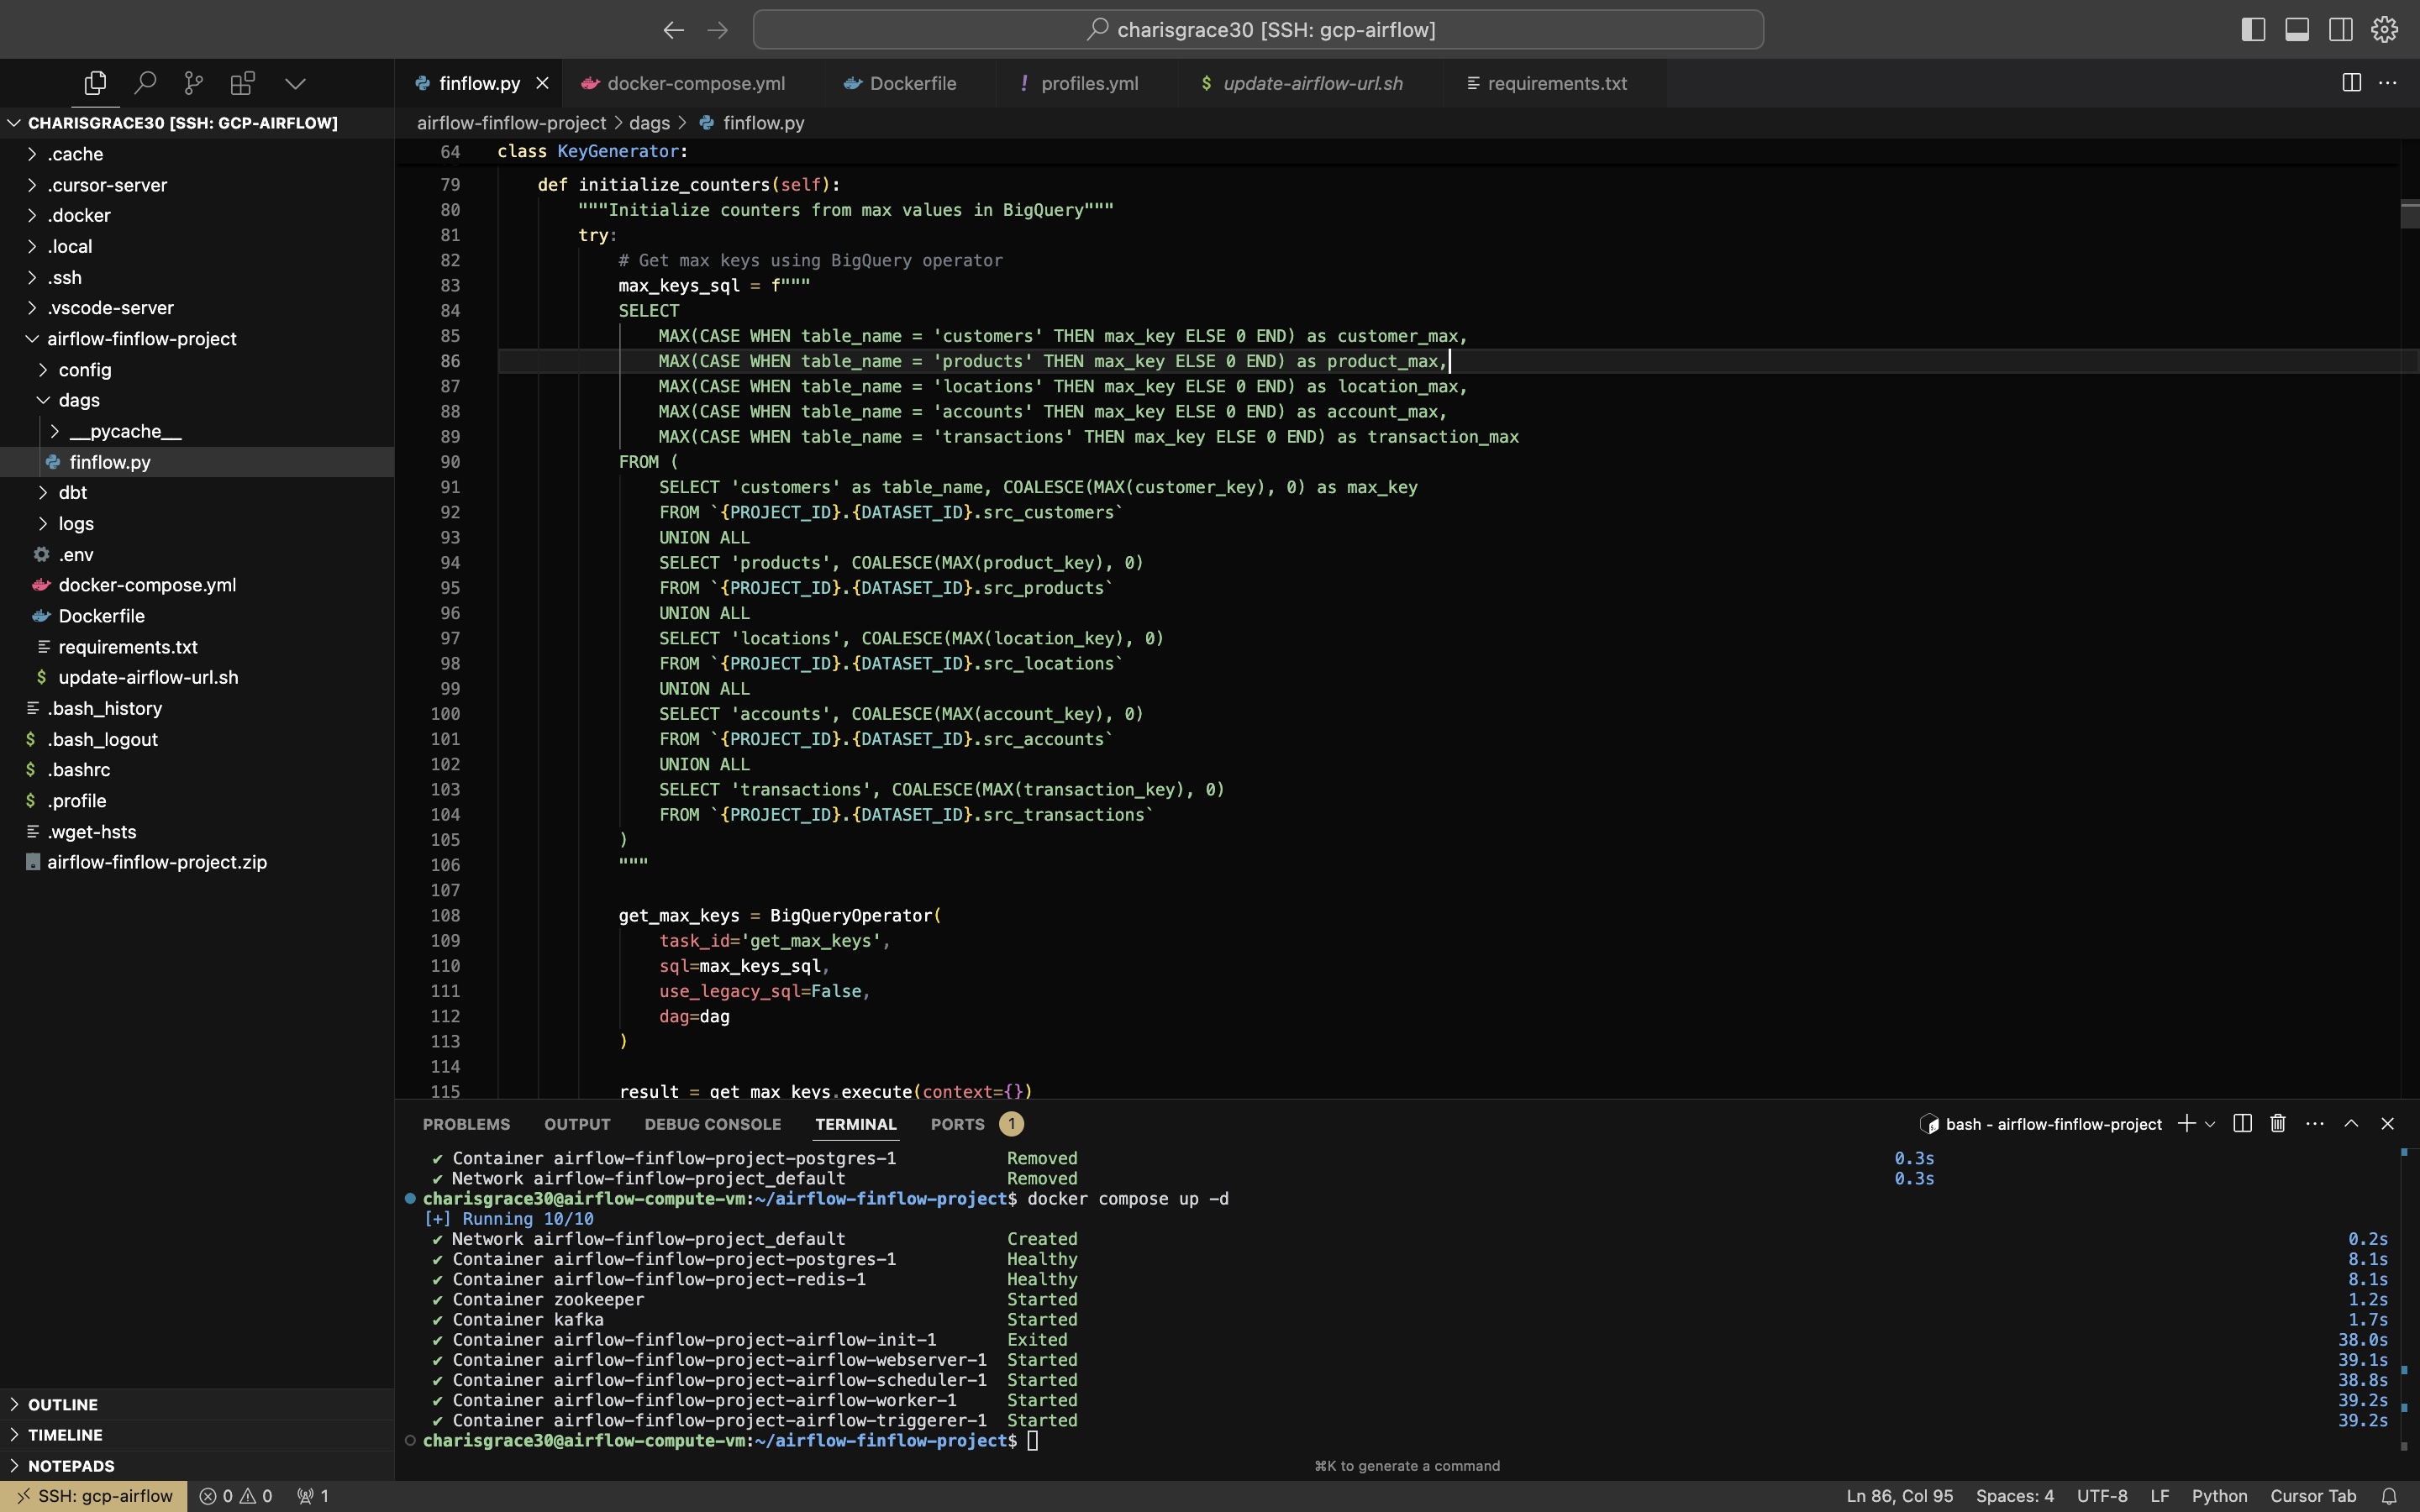 charisgrace30 [SSH: gcp-airflow]
finflow.py
docker-compose.yml
Dockerfile
! profiles.yml
$ update-airflow-url.sh
requirements.txt
CHARISGRACE30 [SSH: GCP-AIRFLOW]
.cache
.cursor-server
.docker
.local
.ssh
.vscode-server
airflow-finflow-project
config
dags
__pycache__
finflow.py
dbt
logs
.env
docker-compose.yml
Dockerfile
requirements.txt
$ update-airflow-url.sh
.bash_history
$ .bash_logout
$ .bashrc
$ .profile
.wget-hsts
airflow-finflow-project.zip
OUTLINE
TIMELINE
NOTEPADS
airflow-finflow-project > dags > finflow.py
64 class KeyGenerator:
79 def initialize_counters(self):
80 """Initialize counters from max values in BigQuery"""
81 try:
82 # Get max keys using BigQuery operator
83 max_keys_sql = f"""
84 SELECT
85 MAX(CASE WHEN table_name = 'customers' THEN max_key ELSE 0 END) as customer_max,
86 MAX(CASE WHEN table_name = 'products' THEN max_key ELSE 0 END) as product_max,
87 MAX(CASE WHEN table_name = 'locations' THEN max_key ELSE 0 END) as location_max,
88 MAX(CASE WHEN table_name = 'accounts' THEN max_key ELSE 0 END) as account_max,
89 MAX(CASE WHEN table_name = 'transactions' THEN max_key ELSE 0 END) as transaction_max
90 FROM (
91 SELECT 'customers' as table_name, COALESCE(MAX(customer_key), 0) as max_key
92 FROM `{PROJECT_ID}.{DATASET_ID}.src_customers`
93 UNION ALL
94 SELECT 'products', COALESCE(MAX(product_key), 0)
95 FROM `{PROJECT_ID}.{DATASET_ID}.src_products`
96 UNION ALL
97 SELECT 'locations', COALESCE(MAX(location_key), 0)
98 FROM `{PROJECT_ID}.{DATASET_ID}.src_locations`
99 UNION ALL
100 SELECT 'accounts', COALESCE(MAX(account_key), 0)
101 FROM `{PROJECT_ID}.{DATASET_ID}.src_accounts`
102 UNION ALL
103 SELECT 'transactions', COALESCE(MAX(transaction_key), 0)
104 FROM `{PROJECT_ID}.{DATASET_ID}.src_transactions`
105 )
106 """
107
108 get_max_keys = BigQueryOperator(
109 task_id='get_max_keys',
110 sql=max_keys_sql,
111 use_legacy_sql=False,
112 dag=dag
113 )
114
115 result = get_max_keys.execute(context={})
PROBLEMS OUTPUT DEBUG CONSOLE TERMINAL PORTS 1
bash - airflow-finflow-project
✔ Container airflow-finflow-project-postgres-1 Removed 0.3s
✔ Network airflow-finflow-project_default Removed 0.3s
charisgrace30@airflow-compute-vm:~/airflow-finflow-project$ docker compose up -d
[+] Running 10/10
✔ Network airflow-finflow-project_default Created 0.2s
✔ Container airflow-finflow-project-postgres-1 Healthy 8.1s
✔ Container airflow-finflow-project-redis-1 Healthy 8.1s
✔ Container zookeeper Started 1.2s
✔ Container kafka Started 1.7s
✔ Container airflow-finflow-project-airflow-init-1 Exited 38.0s
✔ Container airflow-finflow-project-airflow-webserver-1 Started 39.1s
✔ Container airflow-finflow-project-airflow-scheduler-1 Started 38.8s
✔ Container airflow-finflow-project-airflow-worker-1 Started 39.2s
✔ Container airflow-finflow-project-airflow-triggerer-1 Started 39.2s
charisgrace30@airflow-compute-vm:~/airflow-finflow-project$
⌘K to generate a command
SSH: gcp-airflow 0 0 1
Ln 86, Col 95 Spaces: 4 UTF-8 LF Python Cursor Tab